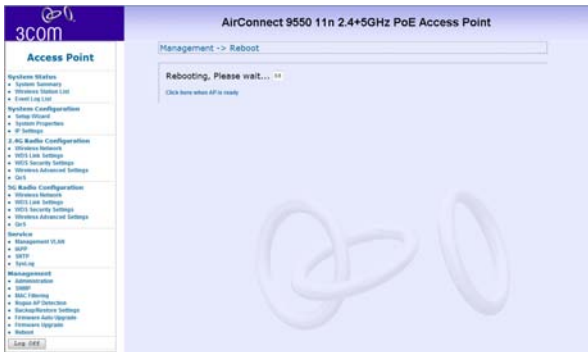 3COM
AirConnect 9550 11n 2.4+5GHz PoE Access Point
Access Point
System Status
System Summary
Wireless Station List
Event Log List
System Configuration
Setup Wizard
System Properties
IP Settings
2.4G Radio Configuration
Wireless Network
WDS Link Settings
WDS Security Settings
Wireless Advanced Settings
QoS
5G Radio Configuration
Wireless Network
WDS Link Settings
WDS Security Settings
Wireless Advanced Settings
QoS
Service
Management VLAN
IAPP
SNTP
SysLog
Management
Administration
SNMP
MAC Filtering
Rogue AP Detection
Backup/Restore Settings
Firmware Auto Upgrade
Firmware Upgrade
Reboot
Log Off
Management -> Reboot
Rebooting, Please wait...
Click here when AP is ready